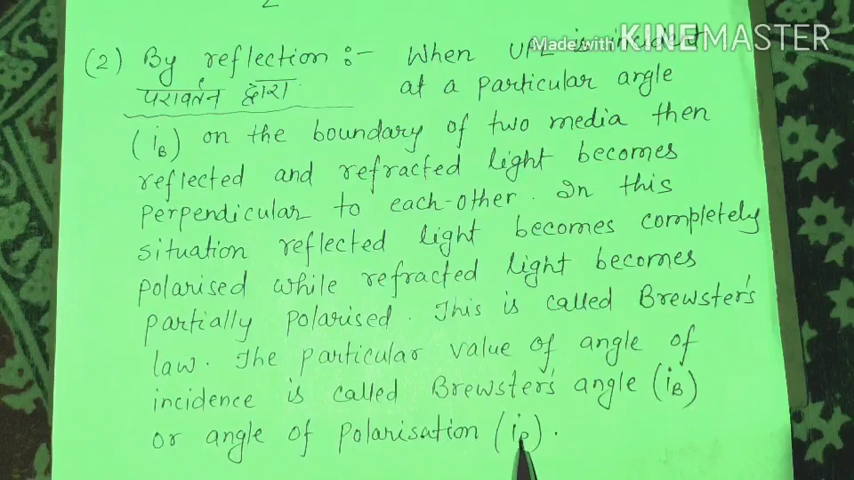 Made with KINEMASTER
(2) By reflection :- When UPL is incident
परावर्तन द्वारा at a particular angle
(iB) on the boundary of two media then
reflected and refracted light becomes
perpendicular to each-other. In this
situation reflected light becomes completely
polarised while refracted light becomes
partially polarised. This is called Brewster's
law. The particular value of angle of
incidence is called Brewster's angle (iB)
or angle of polarisation (iP).